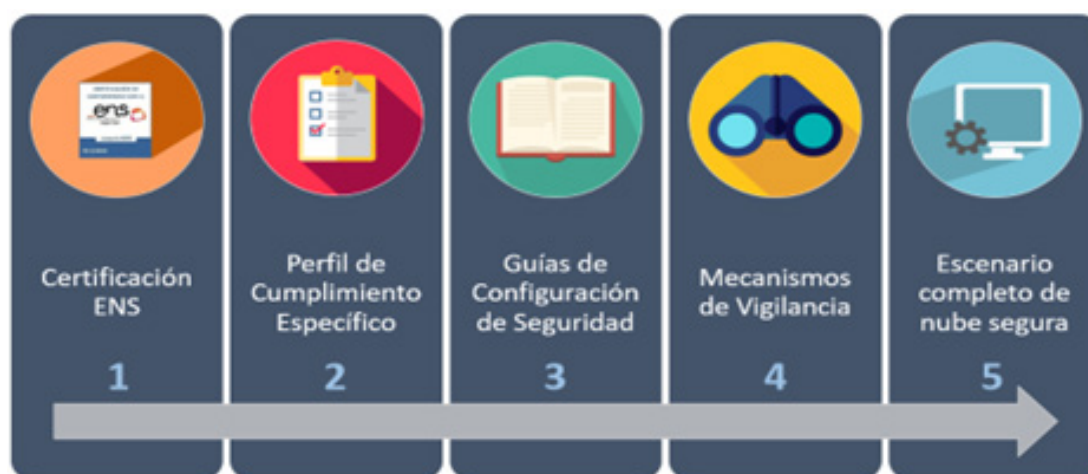 ens
Certificación
ENS
1
Perfil de
Cumplimiento
Específico
2
Guías de
Configuración
de Seguridad
3
Mecanismos
de Vigilancia
4
Escenario
completo de
nube segura
5